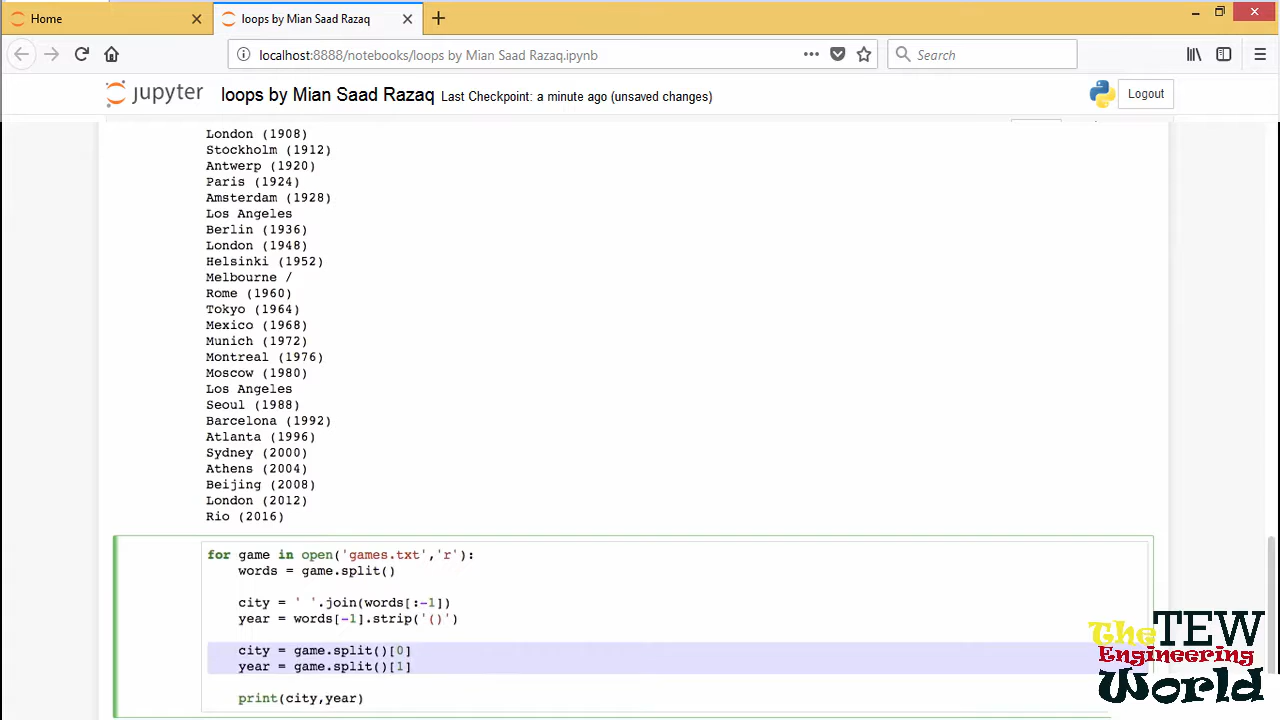 Home
loops by Mian Saad Razaq
localhost:8888/notebooks/loops by Mian Saad Razaq.ipynb
Search
jupyter
loops by Mian Saad Razaq Last Checkpoint: a minute ago (unsaved changes)
Logout
London (1908)
Stockholm (1912)
Antwerp (1920)
Paris (1924)
Amsterdam (1928)
Los Angeles
Berlin (1936)
London (1948)
Helsinki (1952)
Melbourne /
Rome (1960)
Tokyo (1964)
Mexico (1968)
Munich (1972)
Montreal (1976)
Moscow (1980)
Los Angeles
Seoul (1988)
Barcelona (1992)
Atlanta (1996)
Sydney (2000)
Athens (2004)
Beijing (2008)
London (2012)
Rio (2016)
for game in open('games.txt','r'):
words = game.split()
city = ' '.join(words[:-1])
year = words[-1].strip('()')
city = game.split()[0]
year = game.split()[1]
print(city,year)
The TEW
Engineering
World